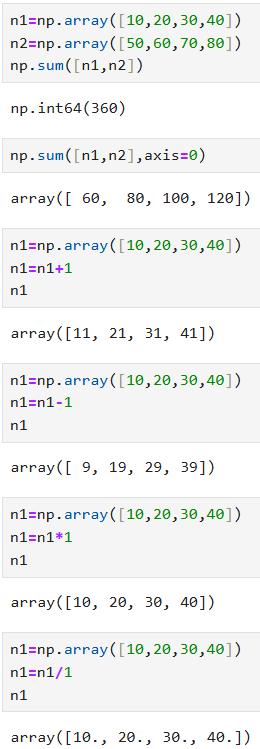 n1=np.array([10,20,30,40])
n2=np.array([50,60,70,80])
np.sum([n1,n2])
np.int64(360)
np.sum([n1,n2],axis=0)
array([ 60,  80, 100, 120])
n1=np.array([10,20,30,40])
n1=n1+1
n1
array([11, 21, 31, 41])
n1=np.array([10,20,30,40])
n1=n1-1
n1
array([ 9, 19, 29, 39])
n1=np.array([10,20,30,40])
n1=n1*1
n1
array([10, 20, 30, 40])
n1=np.array([10,20,30,40])
n1=n1/1
n1
array([10., 20., 30., 40.])